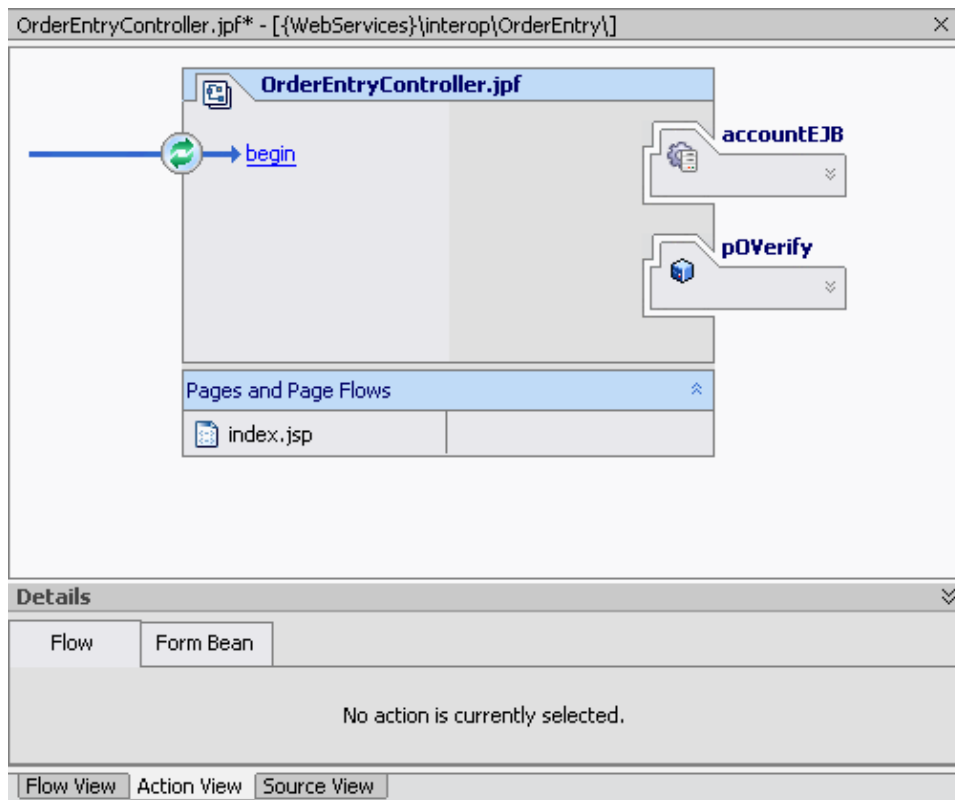 OrderEntryController.jpf* - [{WebServices}\interop\OrderEntry\]
OrderEntryController.jpf
begin
accountEJB
pOVerify
Pages and Page Flows
index.jsp
Details
Flow Form Bean
No action is currently selected.
Flow View Action View Source View